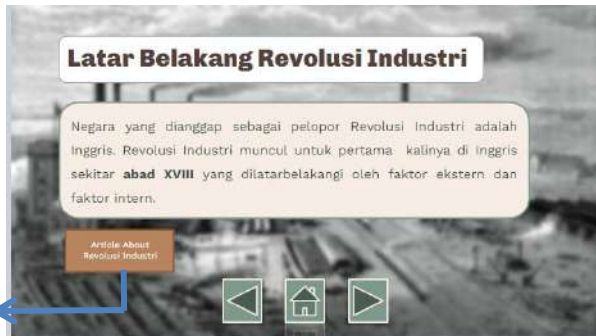 Latar Belakang Revolusi Industri
Negara yang dianggap sebagai pelopor Revolusi Industri adalah
Inggris. Revolusi Industri muncul untuk pertama kalinya di Inggris
sekitar abad XVIII yang dilatarbelakangi oleh faktor ekstern dan
faktor intern.
Article About
Revolusi Industri